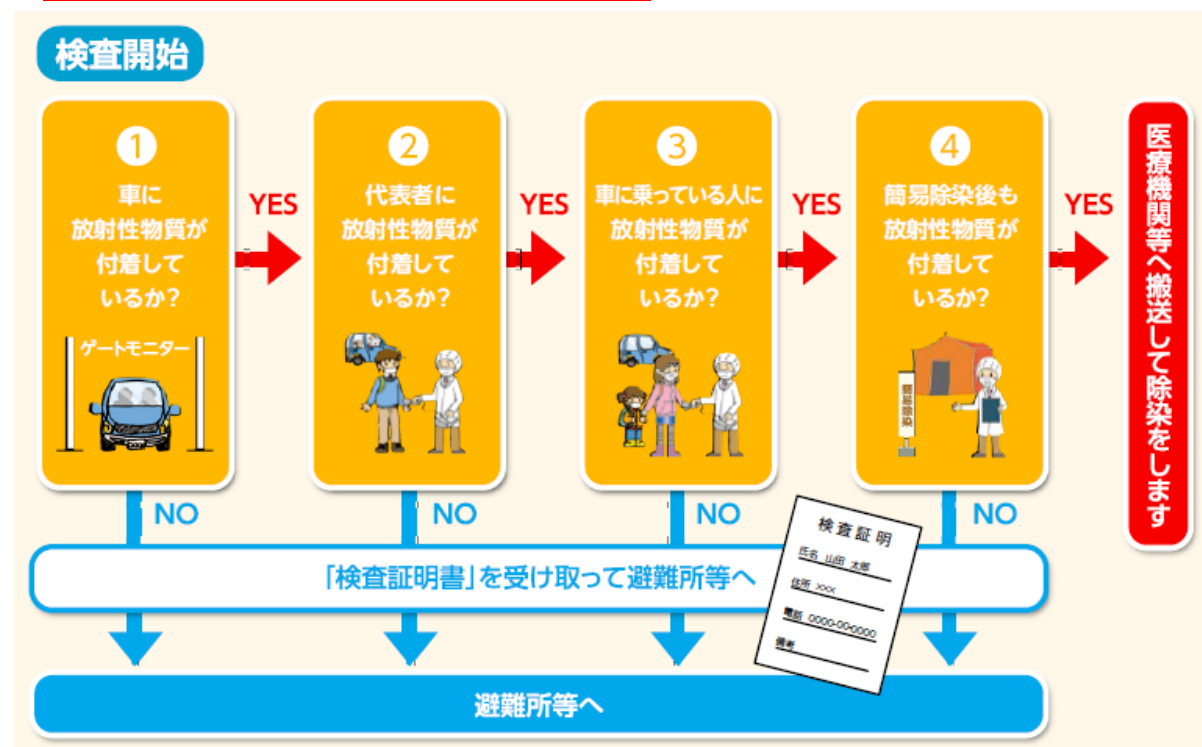 検査開始
1
車に
放射性物質が
付着して
いるか?
ゲートモニター
YES
2
代表者に
放射性物質が
付着して
いるか?
YES
3
車に乗っている人に
放射性物質が
付着して
いるか?
YES
4
簡易除染後も
放射性物質が
付着して
いるか?
簡易除染
YES
医療機関等へ搬送して除染をします
NO
NO
NO
NO
「検査証明書」を受け取って避難所等へ
検査証明
氏名 山田 太郎
住所 xxx
電話 0000-00-0000
備考
避難所等へ